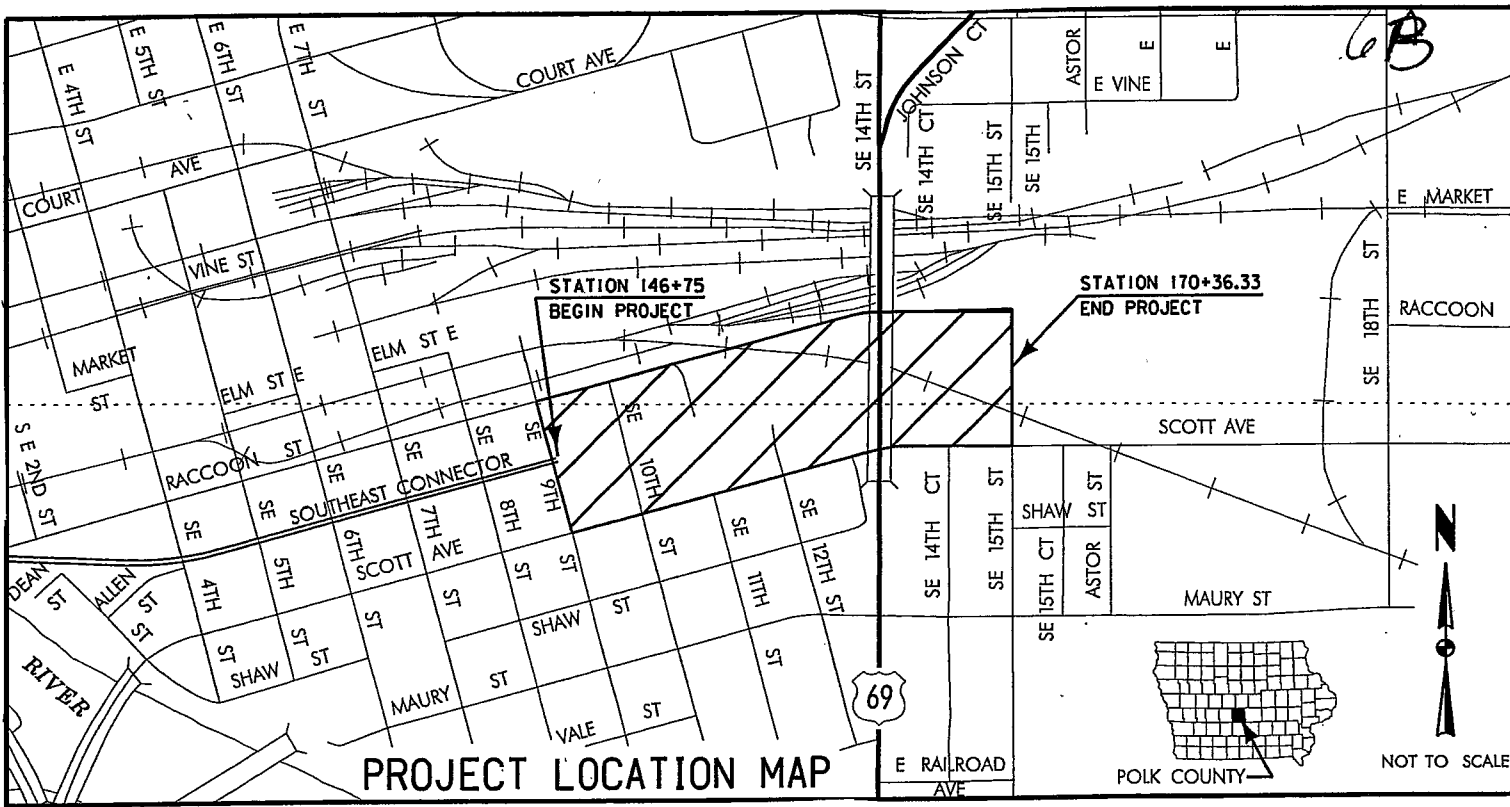 E 4TH ST
E 5TH ST
E 6TH ST
E 7TH ST
COURT AVE
SE 14TH ST
JOHNSON CT
ASTOR
E
E
E VINE
6B
SE 14TH CT
SE 15TH ST
SE 15TH
COURT AVE
E MARKET
VINE ST
STATION 146+75
BEGIN PROJECT
STATION 170+36.33
END PROJECT
SE 18TH ST
RACCOON
MARKET ST
ELM ST E
ELM ST E
S E 2ND ST
RACCOON ST
SOUTHEAST CONNECTOR
SCOTT AVE
SE 4TH ST
SE 5TH ST
SE 6TH ST
SE 7TH ST
SE 8TH ST
SE 9TH ST
SE 10TH ST
SE 11TH ST
SE 12TH ST
SCOTT AVE
DEAN ST
ALLEN ST
ST
SHAW ST
SHAW ST
SE 14TH CT
SE 15TH ST
SHAW ST
SE 15TH CT
ASTOR ST
MAURY ST
N
RIVER
MAURY ST
VALE ST
69
PROJECT LOCATION MAP
E RAILROAD
AVE
POLK COUNTY
NOT TO SCALE